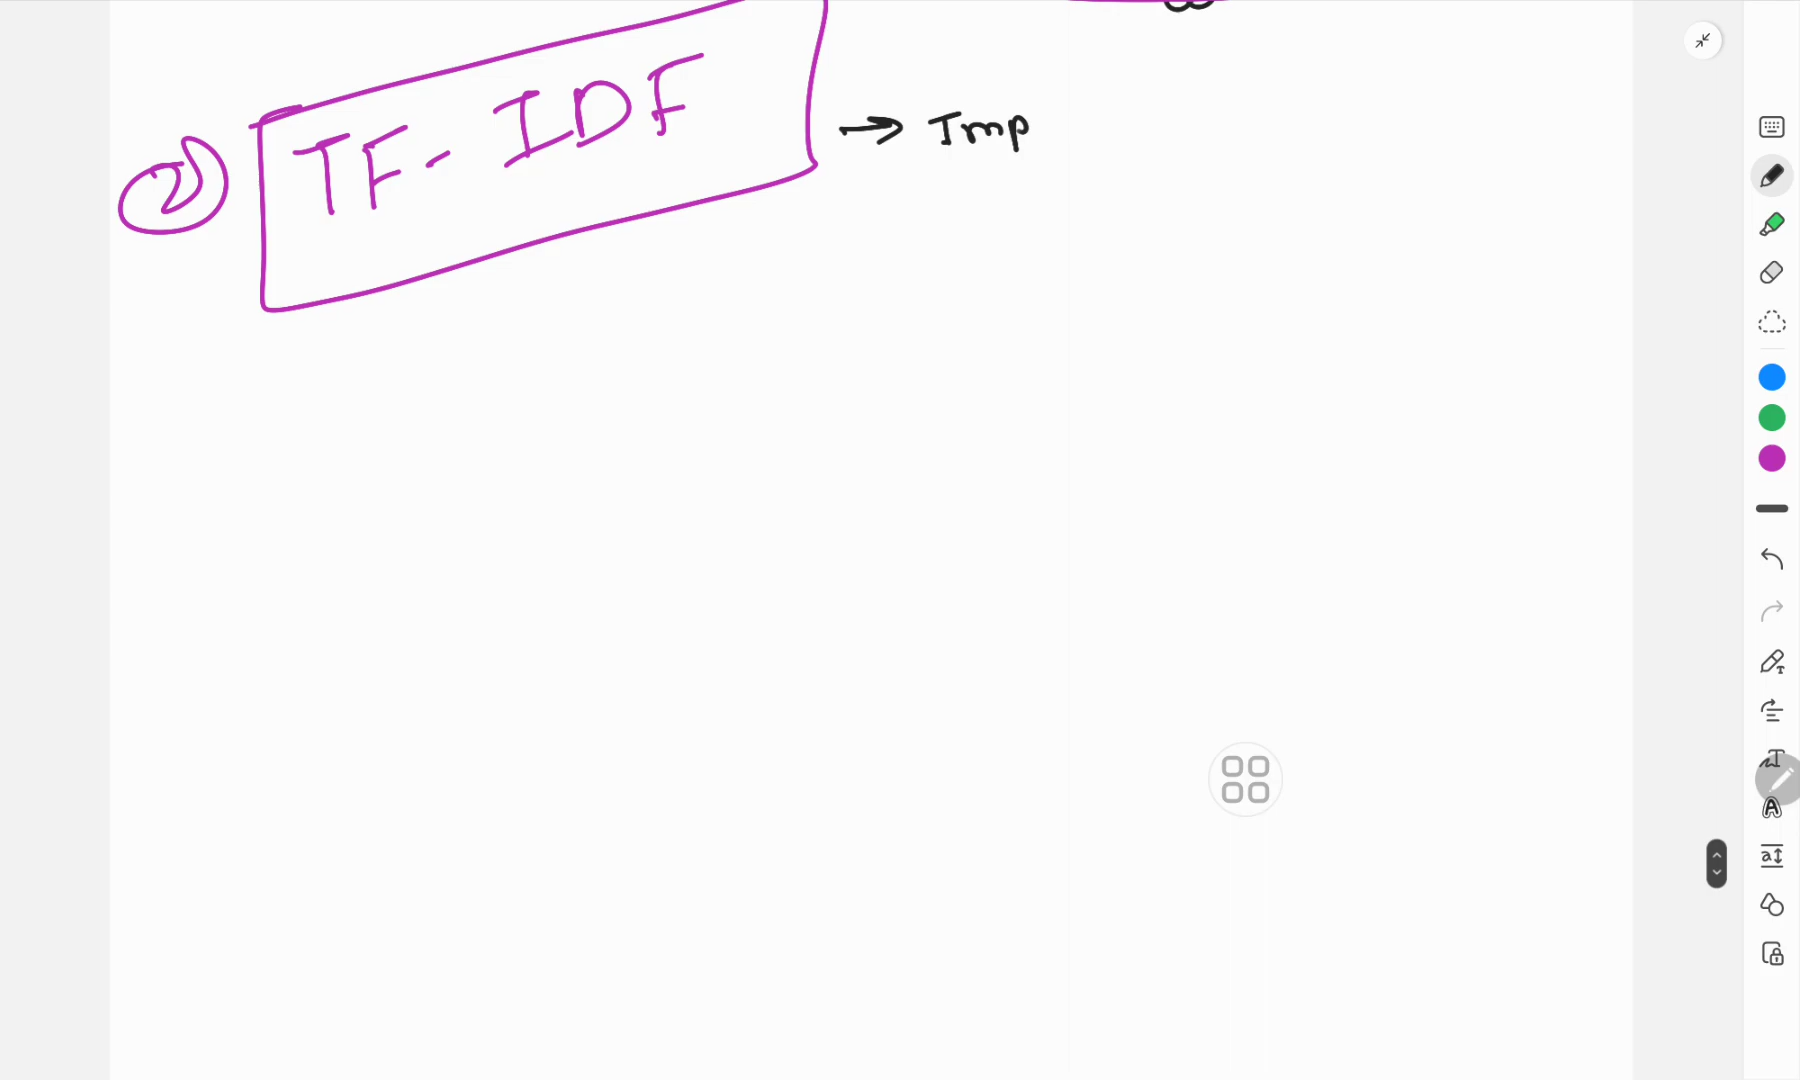 ② TF - IDF → Imp